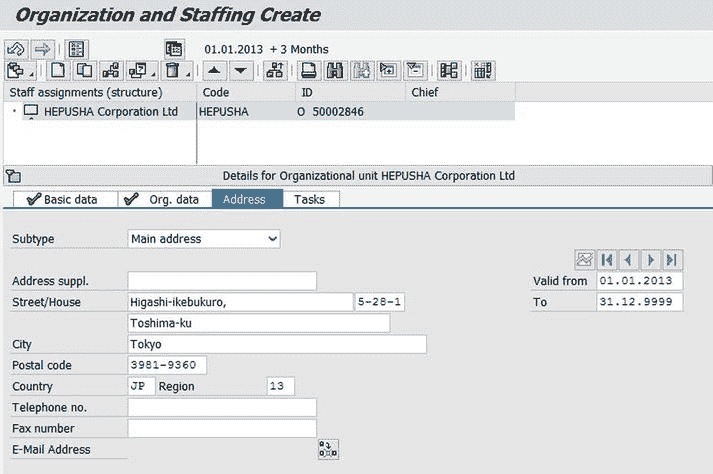 Organization and Staffing Create
01.01.2013 + 3 Months
Staff assignments (structure) Code ID Chief
HEPUSHA Corporation Ltd HEPUSHA O 50002846
Details for Organizational unit HEPUSHA Corporation Ltd
Basic data Org. data Address Tasks
Subtype Main address
Address suppl. Valid from 01.01.2013
Street/House Higashi-ikebukuro, 5-28-1 To 31.12.9999
Toshima-ku
City Tokyo
Postal code 3981-9360
Country JP Region 13
Telephone no.
Fax number
E-Mail Address